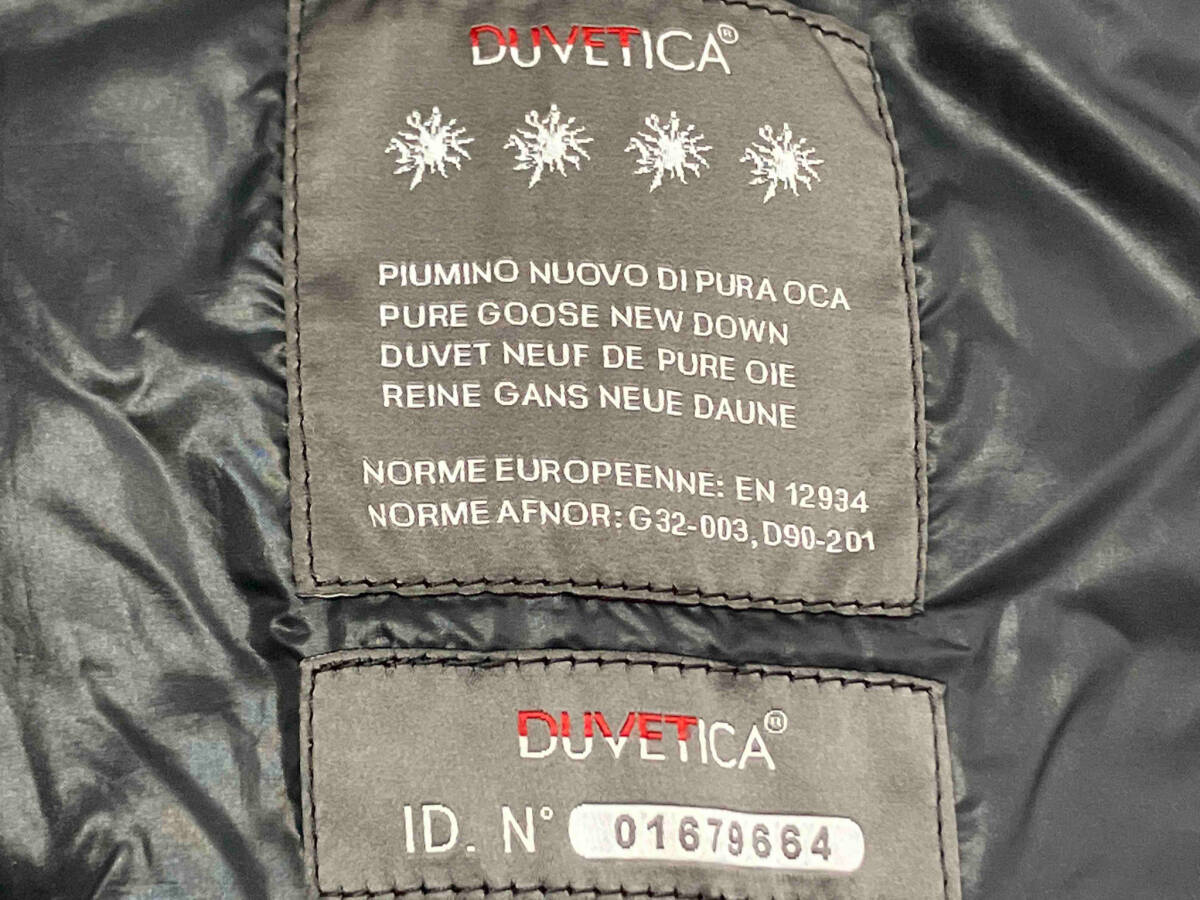 DUVETICA®
PIUMINO NUOVO DI PURA OCA
PURE GOOSE NEW DOWN
DUVET NEUF DE PURE OIE
REINE GANS NEUE DAUNE
NORME EUROPEENNE: EN 12934
NORME AFNOR: G32-003, D90-201
DUVETICA®
ID. N° 01679664